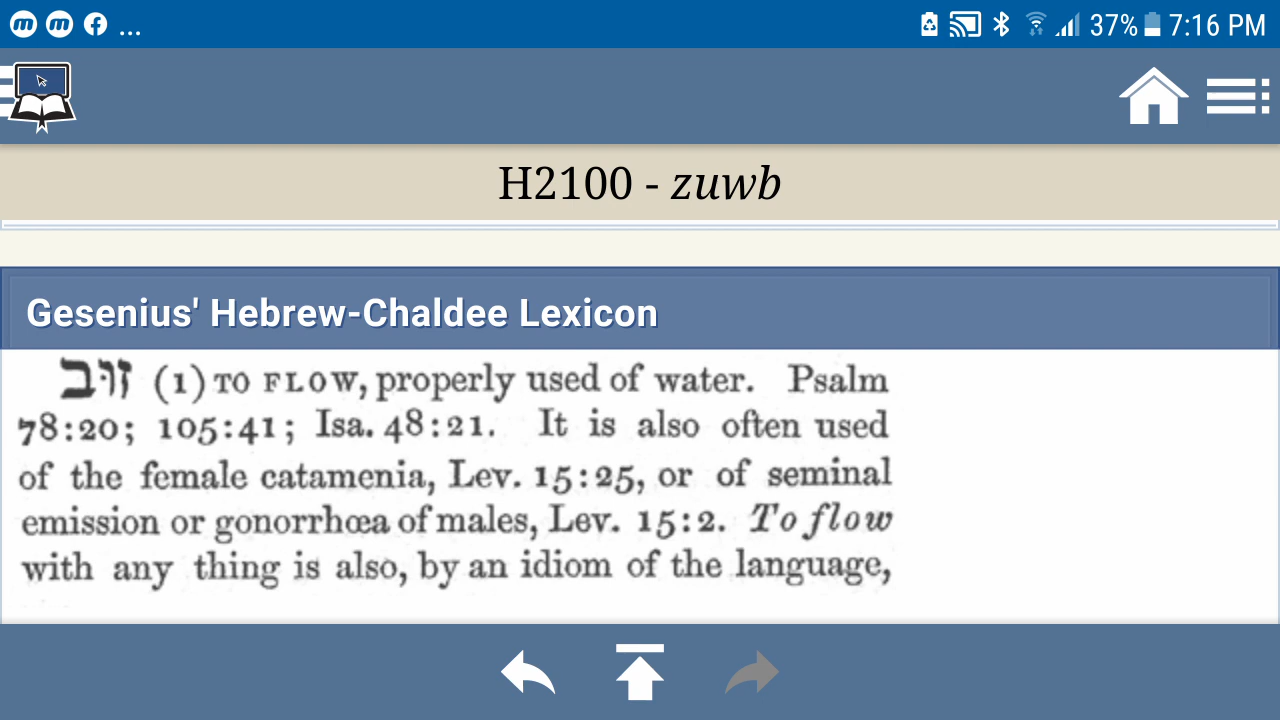 ... 37% 7:16 PM
H2100 - zuwb
Gesenius' Hebrew-Chaldee Lexicon
זוּב (1) TO FLOW, properly used of water. Psalm
78:20; 105:41; Isa. 48:21. It is also often used
of the female catamenia, Lev. 15:25, or of seminal
emission or gonorrhœa of males, Lev. 15:2. To flow
with any thing is also, by an idiom of the language,